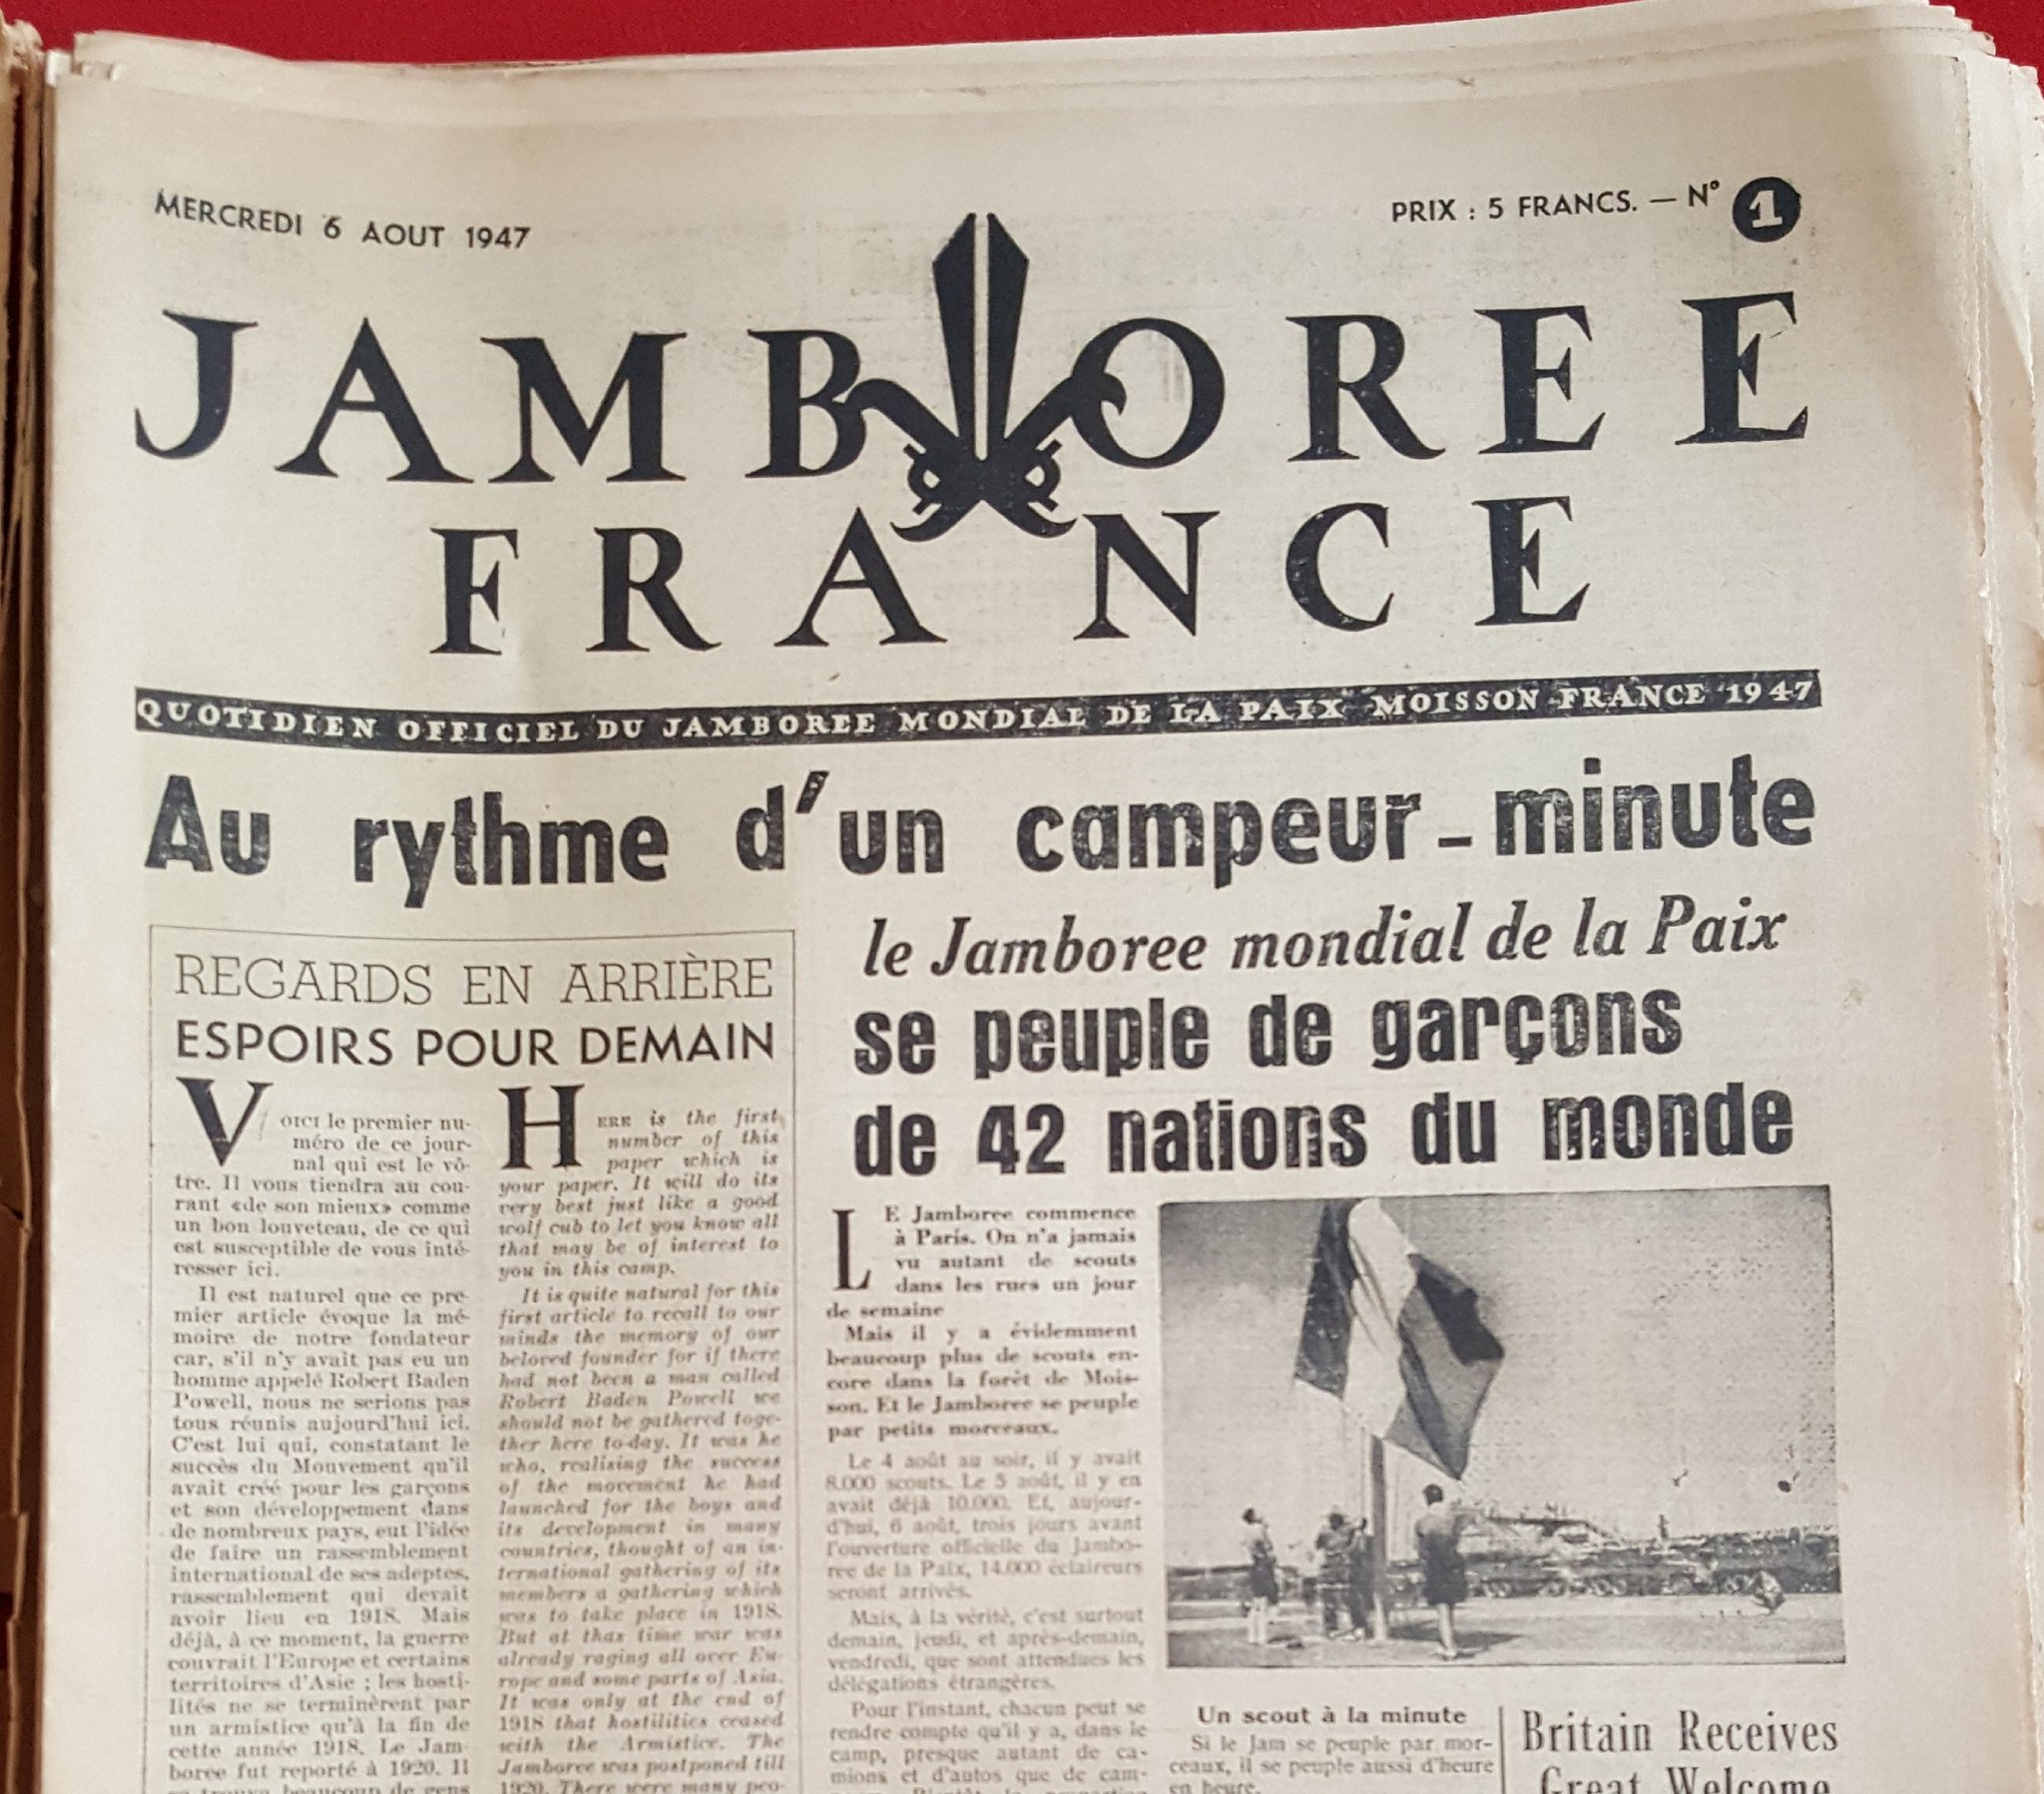 MERCREDI 6 AOUT 1947
PRIX : 5 FRANCS. — N° 1
JAMBOREE
FRANCE
QUOTIDIEN OFFICIEL DU JAMBOREE MONDIAL DE LA PAIX MOISSON FRANCE 1947
Au rythme d'un campeur-minute
le Jamboree mondial de la Paix
se peuple de garçons
de 42 nations du monde
REGARDS EN ARRIÈRE
ESPOIRS POUR DEMAIN
VOICI le premier nu-
méro de ce jour-
nal qui est le vô-
tre. Il vous tiendra au cou-
rant «de son mieux» comme
un bon louveteau, de ce qui
est susceptible de vous inté-
resser ici.
Il est naturel que ce pre-
mier article évoque la mé-
moire de notre fondateur
car, s'il n'y avait pas eu un
homme appelé Robert Baden
Powell, nous ne serions pas
tous réunis aujourd'hui ici.
C'est lui qui, constatant le
succès du Mouvement qu'il
avait créé pour les garçons
et son développement dans
de nombreux pays, eut l'idée
de faire un rassemblement
international de ses adeptes,
rassemblement qui devait
avoir lieu en 1918. Mais
déjà, à ce moment, la guerre
couvrait l'Europe et certains
territoires d'Asie ; les hosti-
lités ne se terminèrent par
un armistice qu'à la fin de
cette année 1918. Le Jam-
boree fut reporté à 1920. Il
se trouva beaucoup de gens
HERE is the first
number of this
paper which is
your paper. It will do its
very best just like a good
wolf cub to let you know all
that may be of interest to
you in this camp.
It is quite natural for this
first article to recall to our
minds the memory of our
beloved founder for if there
had not been a man called
Robert Baden Powell we
should not be gathered toge-
ther here to-day. It was he
who, realising the success
of the movement he had
launched for the boys and
its development in many
countries, thought of an in-
ternational gathering of its
members a gathering which
was to take place in 1918.
But at thas time war was
already raging all over Eu-
rope and some parts of Asia.
It was only at the end of
1918 that hostilities ceased
with the Armistice. The
Jamboree was postponed till
1920. There were many peo-
LE Jamboree commence
à Paris. On n'a jamais
vu autant de scouts
dans les rues un jour
de semaine
Mais il y a évidemment
beaucoup plus de scouts en-
core dans la forêt de Mois-
son. Et le Jamboree se peuple
par petits morceaux.
Le 4 août au soir, il y avait
8.000 scouts. Le 5 août, il y en
avait déjà 10.000. Et, aujour-
d'hui, 6 août, trois jours avant
l'ouverture officielle du Jambo-
ree de la Paix, 14.000 éclaireurs
seront arrivés.
Mais, à la vérité, c'est surtout
demain, jeudi, et après-demain,
vendredi, que sont attendues les
délégations étrangères.
Pour l'instant, chacun peut se
rendre compte qu'il y a, dans le
camp, presque autant de ca-
mions et d'autos que de cam-
Un scout à la minute
Si le Jam se peuple par mor-
ceaux, il se peuple aussi d'heure
en heure.
Britain Receives
Great Welcome